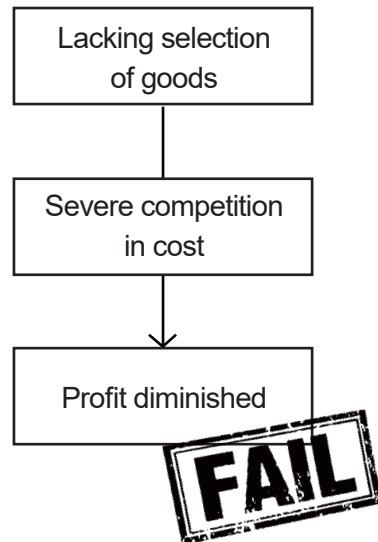 Lacking selection
of goods
Severe competition
in cost
Profit diminished
FAIL